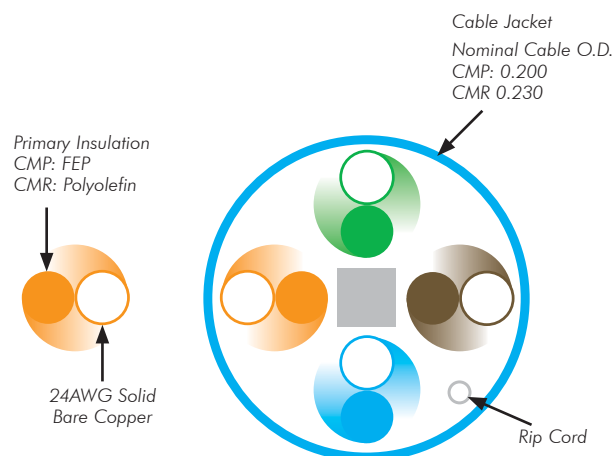 Cable Jacket
Nominal Cable O.D.
CMP: 0.200
CMR 0.230
Primary Insulation
CMP: FEP
CMR: Polyolefin
24AWG Solid
Bare Copper
Rip Cord